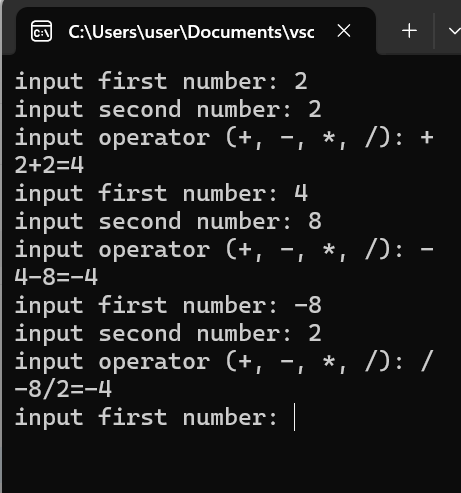 C:\Users\user\Documents\vsc
input first number: 2
input second number: 2
input operator (+, -, *, /): +
2+2=4
input first number: 4
input second number: 8
input operator (+, -, *, /): -
4-8=-4
input first number: -8
input second number: 2
input operator (+, -, *, /): /
-8/2=-4
input first number: